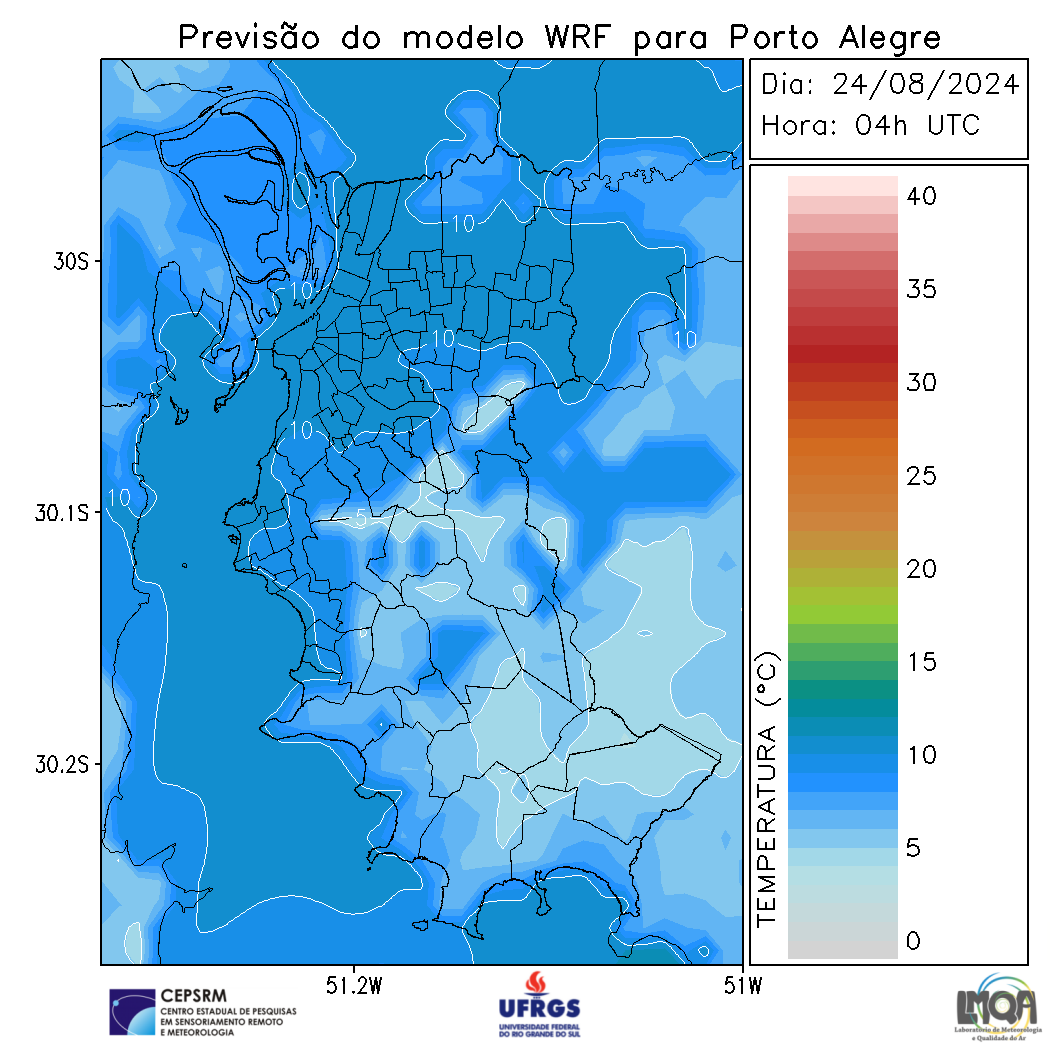 Previsão do modelo WRF para Porto Alegre
Dia: 24/08/2024
Hora: 04h UTC
40
35
30
25
20
15
10
5
0
TEMPERATURA (°C)
30S
30.1S
30.2S
51.2W
51W
10
10
10
10
10
10
5
CEPSRM
CENTRO ESTADUAL DE PESQUISAS
EM SENSORIAMENTO REMOTO
E METEOROLOGIA
UFRGS
UNIVERSIDADE FEDERAL
DO RIO GRANDE DO SUL
LMQA
Laboratório de Meteorologia
e Qualidade do Ar